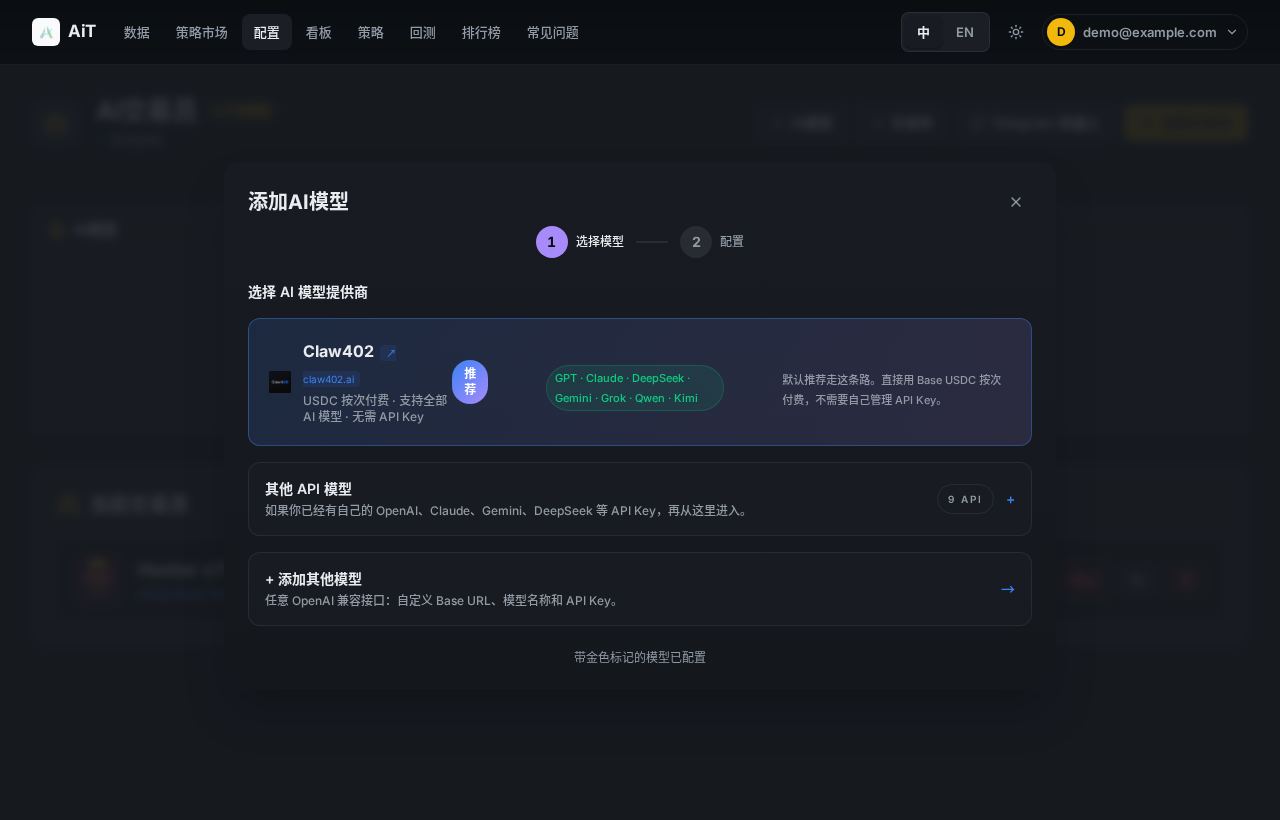 AiT
数据
策略市场
配置
看板
策略
回测
排行榜
常见问题
中
EN
D
demo@example.com
添加AI模型
×
1
选择模型
2
配置
选择 AI 模型提供商
Claw402 ↗
claw402.ai
USDC 按次付费 · 支持全部
AI 模型 · 无需 API Key
推
荐
GPT · Claude · DeepSeek ·
Gemini · Grok · Qwen · Kimi
默认推荐走这条路。直接用 Base USDC 按次
付费，不需要自己管理 API Key。
其他 API 模型
如果你已经有自己的 OpenAI、Claude、Gemini、DeepSeek 等 API Key，再从这里进入。
9 API
+
+ 添加其他模型
任意 OpenAI 兼容接口：自定义 Base URL、模型名称和 API Key。
→
带金色标记的模型已配置